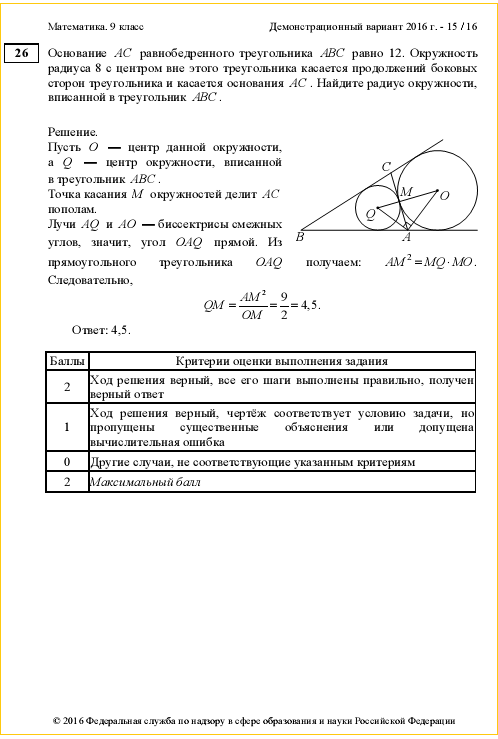 Математика. 9 класс
Демонстрационный вариант 2016 г. - 15 / 16
26
Основание AC равнобедренного треугольника ABC равно 12. Окружность
радиуса 8 с центром вне этого треугольника касается продолжений боковых
сторон треугольника и касается основания AC . Найдите радиус окружности,
вписанной в треугольник ABC .
Решение.
Пусть O — центр данной окружности,
а Q — центр окружности, вписанной
в треугольник ABC .
Точка касания M окружностей делит AC
пополам.
Лучи AQ и AO — биссектрисы смежных
углов, значит, угол OAQ прямой. Из
прямоугольного треугольника OAQ получаем: AM² = MQ · MO .
Следовательно,
QM = AM²/OM = 9/2 = 4,5.
Ответ: 4,5.
C
M
O
Q
B
A
Баллы Критерии оценки выполнения задания
2 Ход решения верный, все его шаги выполнены правильно, получен
верный ответ
1 Ход решения верный, чертёж соответствует условию задачи, но
пропущены существенные объяснения или допущена
вычислительная ошибка
0 Другие случаи, не соответствующие указанным критериям
2 Максимальный балл
© 2016 Федеральная служба по надзору в сфере образования и науки Российской Федерации